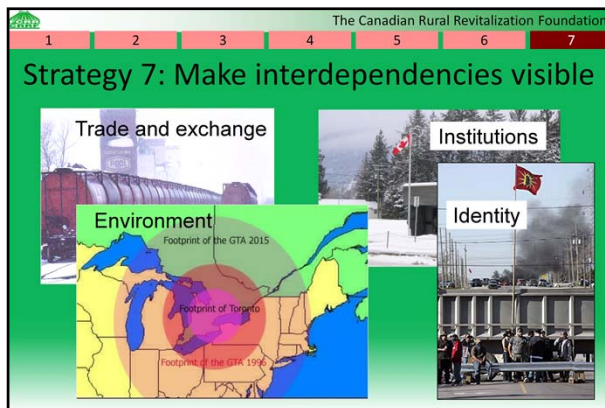 The Canadian Rural Revitalization Foundation
1 2 3 4 5 6 7
Strategy 7: Make interdependencies visible
Trade and exchange
Institutions
Environment
Identity
Footprint of the GTA 2015
Footprint of Toronto
Footprint of the GTA 1996